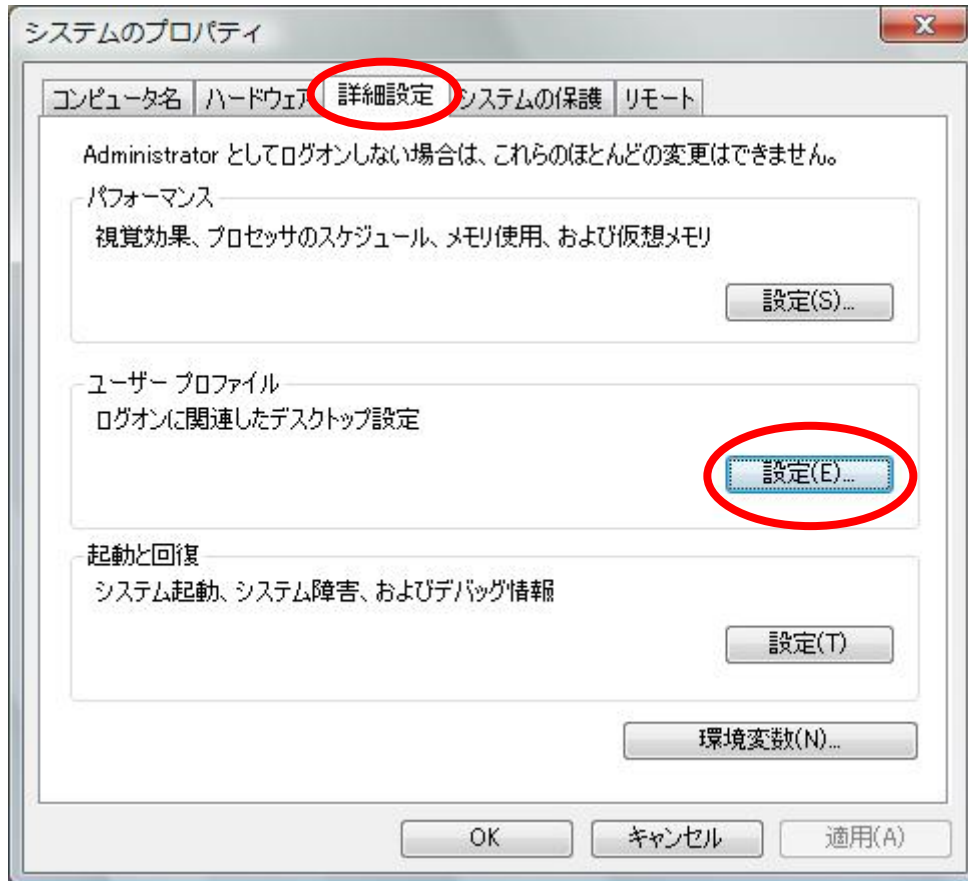 システムのプロパティ
コンピュータ名 ハードウェア 詳細設定 システムの保護 リモート
Administrator としてログオンしない場合は、これらのほとんどの変更はできません。
パフォーマンス
視覚効果、プロセッサのスケジュール、メモリ使用、および仮想メモリ
設定(S)...
ユーザー プロファイル
ログオンに関連したデスクトップ設定
設定(E)...
起動と回復
システム起動、システム障害、およびデバッグ情報
設定(T)
環境変数(N)...
OK キャンセル 適用(A)